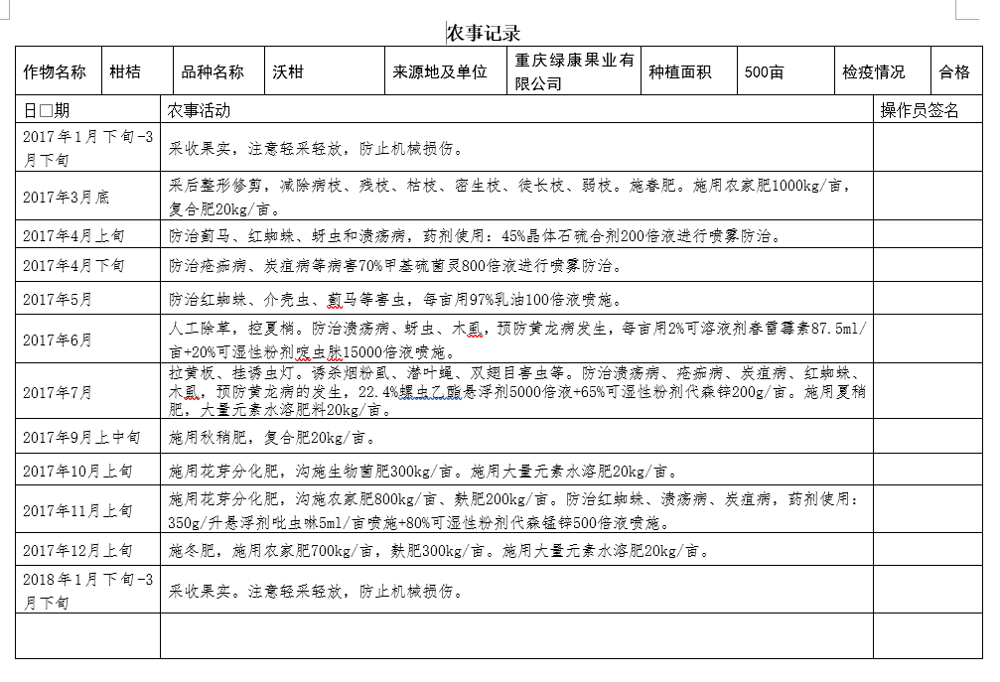 农事记录
作物名称 柑桔 品种名称 沃柑 来源地及单位 重庆绿康果业有限公司 种植面积 500亩 检疫情况 合格
日□期 农事活动 操作员签名
2017年1月下旬-3月下旬 采收果实，注意轻采轻放，防止机械损伤。
2017年3月底 采后整形修剪，减除病枝、残枝、枯枝、密生枝、徒长枝、弱枝。施春肥。施用农家肥1000kg/亩，
复合肥20kg/亩。
2017年4月上旬 防治蓟马、红蜘蛛、蚜虫和溃疡病，药剂使用：45%晶体石硫合剂200倍液进行喷雾防治。
2017年4月下旬 防治疮痂病、炭疽病等病害70%甲基硫菌灵800倍液进行喷雾防治。
2017年5月 防治红蜘蛛、介壳虫、蓟马等害虫，每亩用97%乳油100倍液喷施。
2017年6月 人工除草，控夏梢。防治溃疡病、蚜虫、木虱，预防黄龙病发生，每亩用2%可溶液剂春雷霉素87.5ml/
亩+20%可湿性粉剂啶虫脒15000倍液喷施。
2017年7月 拉黄板、挂诱虫灯。诱杀烟粉虱、潜叶蝇、双翅目害虫等。防治溃疡病、疮痂病、炭疽病、红蜘蛛、
木虱，预防黄龙病的发生，22.4%螺虫乙酯悬浮剂5000倍液+65%可湿性粉剂代森锌200g/亩。施用夏稍
肥，大量元素水溶肥料20kg/亩。
2017年9月上中旬 施用秋稍肥，复合肥20kg/亩。
2017年10月上旬 施用花芽分化肥，沟施生物菌肥300kg/亩。施用大量元素水溶肥20kg/亩。
2017年11月上旬 施用花芽分化肥，沟施农家肥800kg/亩、麸肥200kg/亩。防治红蜘蛛、溃疡病、炭疽病，药剂使用：
350g/升悬浮剂吡虫啉5ml/亩喷施+80%可湿性粉剂代森锰锌500倍液喷施。
2017年12月上旬 施冬肥，施用农家肥700kg/亩，麸肥300kg/亩。施用大量元素水溶肥20kg/亩。
2018年1月下旬-3月下旬 采收果实。注意轻采轻放，防止机械损伤。